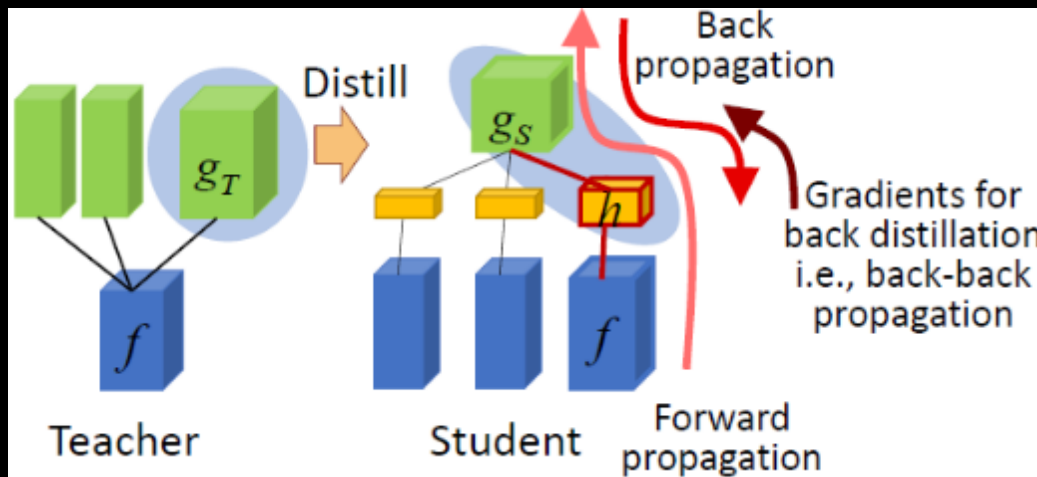 Back
propagation
Distill
g_T
g_S
h
f
f
Gradients for
back distillation
i.e., back-back
propagation
Teacher
Student
Forward
propagation